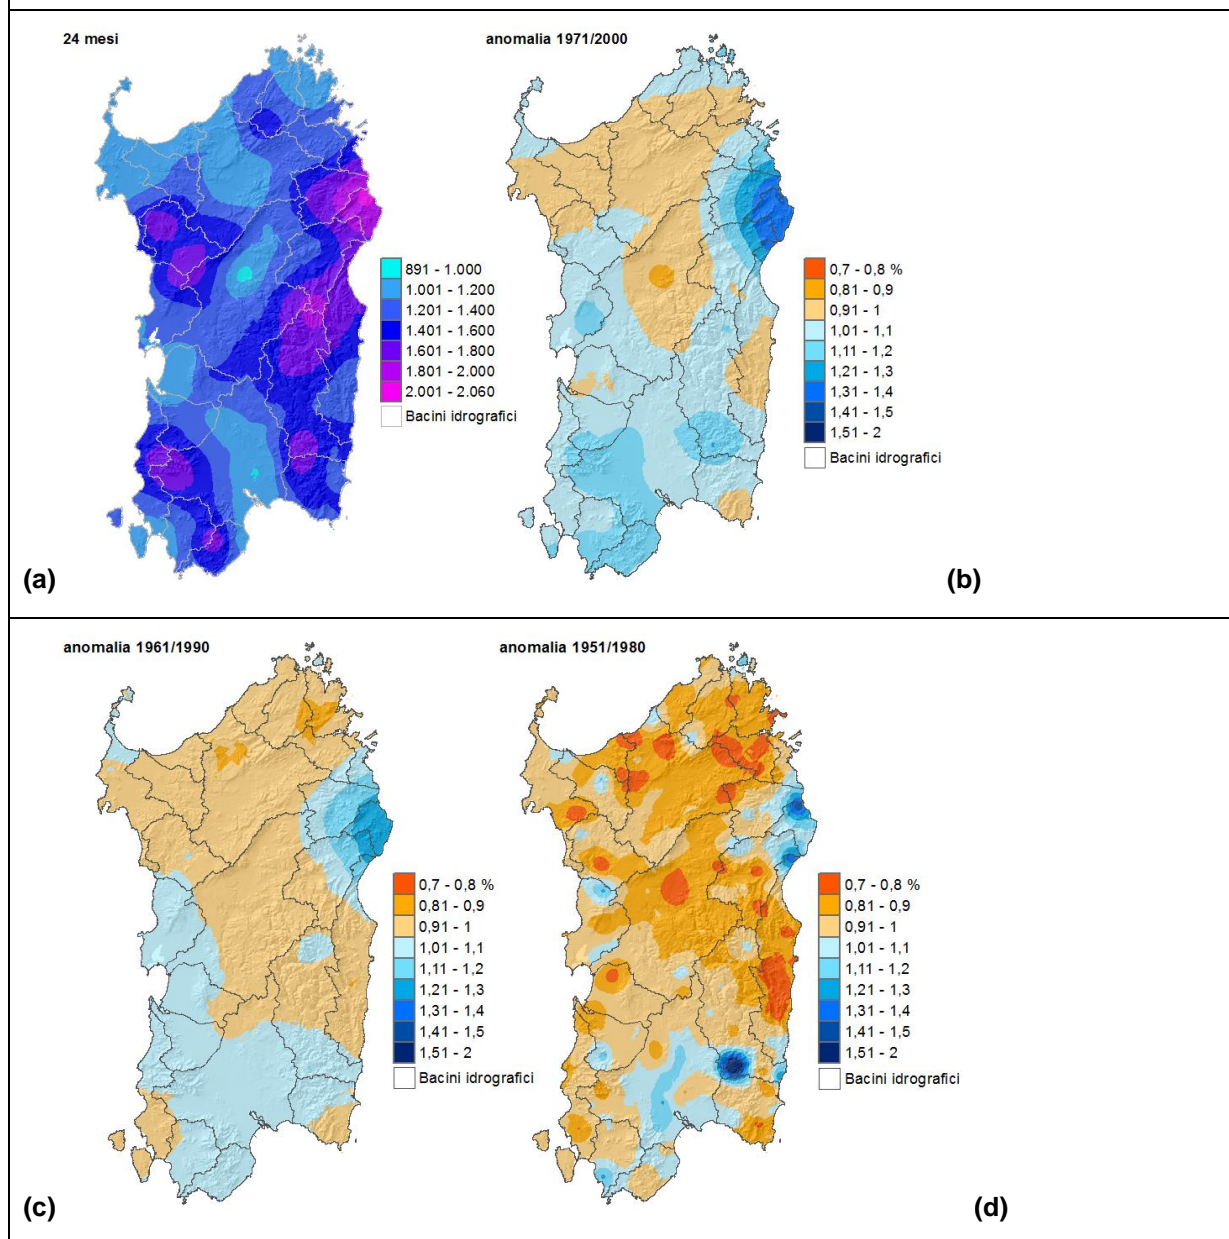 24 mesi
891 - 1.000
1.001 - 1.200
1.201 - 1.400
1.401 - 1.600
1.601 - 1.800
1.801 - 2.000
2.001 - 2.060
Bacini idrografici
(a)
anomalia 1971/2000
0,7 - 0,8 %
0,81 - 0,9
0,91 - 1
1,01 - 1,1
1,11 - 1,2
1,21 - 1,3
1,31 - 1,4
1,41 - 1,5
1,51 - 2
Bacini idrografici
(b)
anomalia 1961/1990
0,7 - 0,8 %
0,81 - 0,9
0,91 - 1
1,01 - 1,1
1,11 - 1,2
1,21 - 1,3
1,31 - 1,4
1,41 - 1,5
1,51 - 2
Bacini idrografici
(c)
anomalia 1951/1980
0,7 - 0,8 %
0,81 - 0,9
0,91 - 1
1,01 - 1,1
1,11 - 1,2
1,21 - 1,3
1,31 - 1,4
1,41 - 1,5
1,51 - 2
Bacini idrografici
(d)